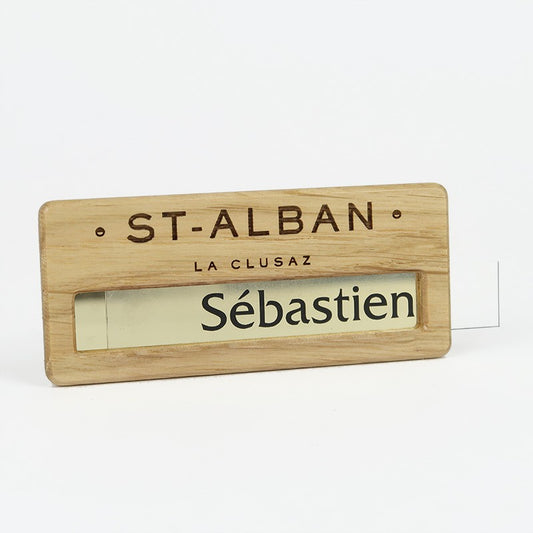 • ST-ALBAN •
LA CLUSAZ
Sébastien